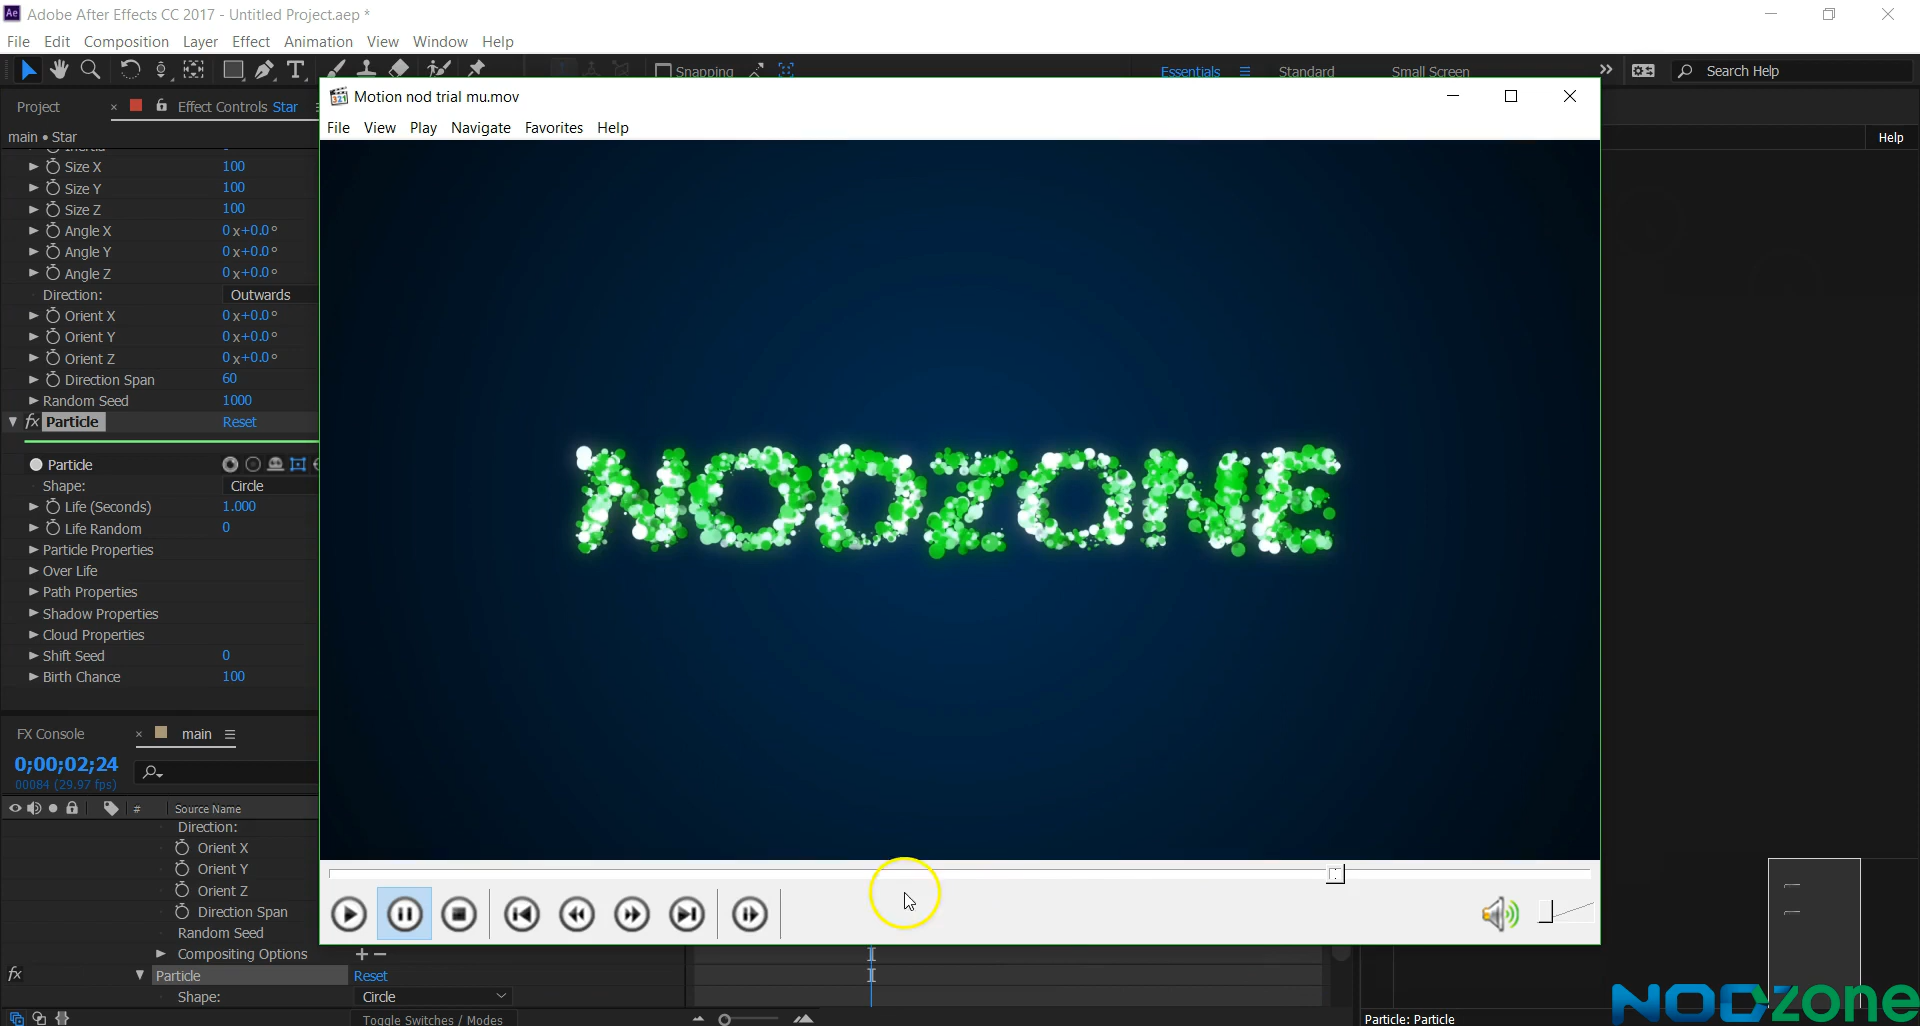 Adobe After Effects CC 2017 - Untitled Project.aep *
File Edit Composition Layer Effect Animation View Window Help
Snapping
Essentials Standard Small Screen
Search Help
Project
Effect Controls Star
main • Star
Help
Size X 100
Size Y 100
Size Z 100
Angle X 0x+0.0°
Angle Y 0x+0.0°
Angle Z 0x+0.0°
Direction: Outwards
Orient X 0x+0.0°
Orient Y 0x+0.0°
Orient Z 0x+0.0°
Direction Span 60
Random Seed 1000
fx Particle Reset
Particle
Shape: Circle
Life (Seconds) 1.000
Life Random 0
Particle Properties
Over Life
Path Properties
Shadow Properties
Cloud Properties
Shift Seed 0
Birth Chance 100
Motion nod trial mu.mov
File View Play Navigate Favorites Help
NODZONE
FX Console
main
0;00;02;24
00084 (29.97 fps)
# Source Name
Direction:
Orient X
Orient Y
Orient Z
Direction Span
Random Seed
Compositing Options + −
fx Particle Reset
Shape: Circle
Toggle Switches / Modes
Particle: Particle
NODzone